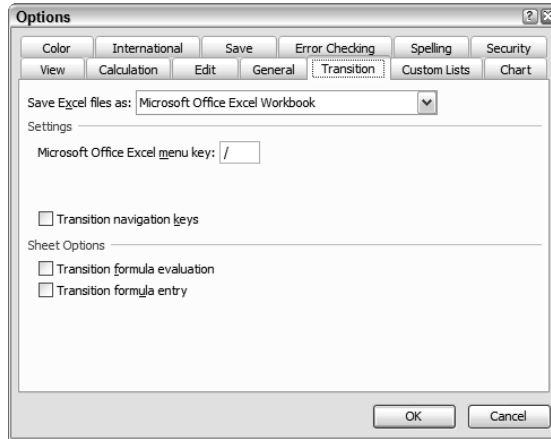 Options
Color International Save Error Checking Spelling Security
View Calculation Edit General Transition Custom Lists Chart
Save Excel files as: Microsoft Office Excel Workbook
Settings
Microsoft Office Excel menu key: /
Transition navigation keys
Sheet Options
Transition formula evaluation
Transition formula entry
OK Cancel